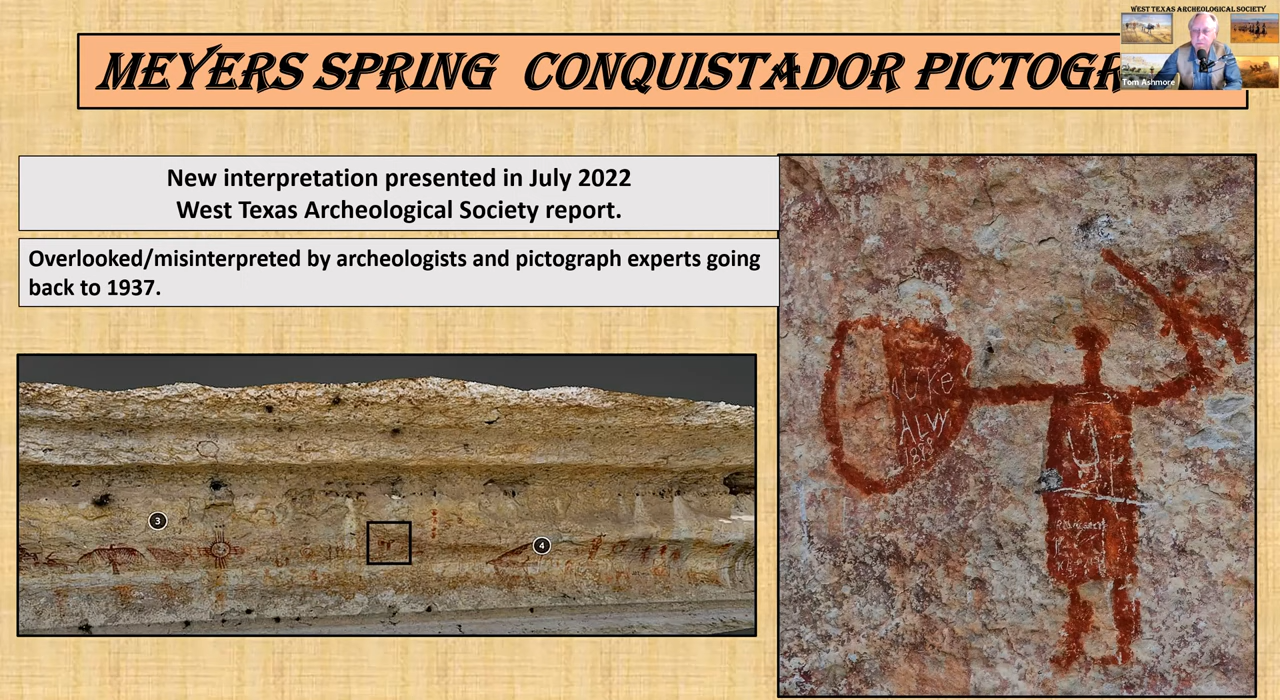 WEST TEXAS ARCHEOLOGICAL SOCIETY
Tom Ashmore
MEYERS SPRING CONQUISTADOR PICTOGR
New interpretation presented in July 2022
West Texas Archeological Society report.
Overlooked/misinterpreted by archeologists and pictograph experts going
back to 1937.
3
4
ALVY